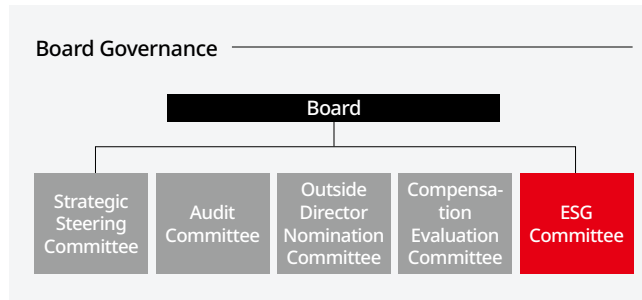 Board Governance
Board
Strategic
Steering
Committee
Audit
Committee
Outside
Director
Nomination
Committee
Compensa-
tion
Evaluation
Committee
ESG
Committee